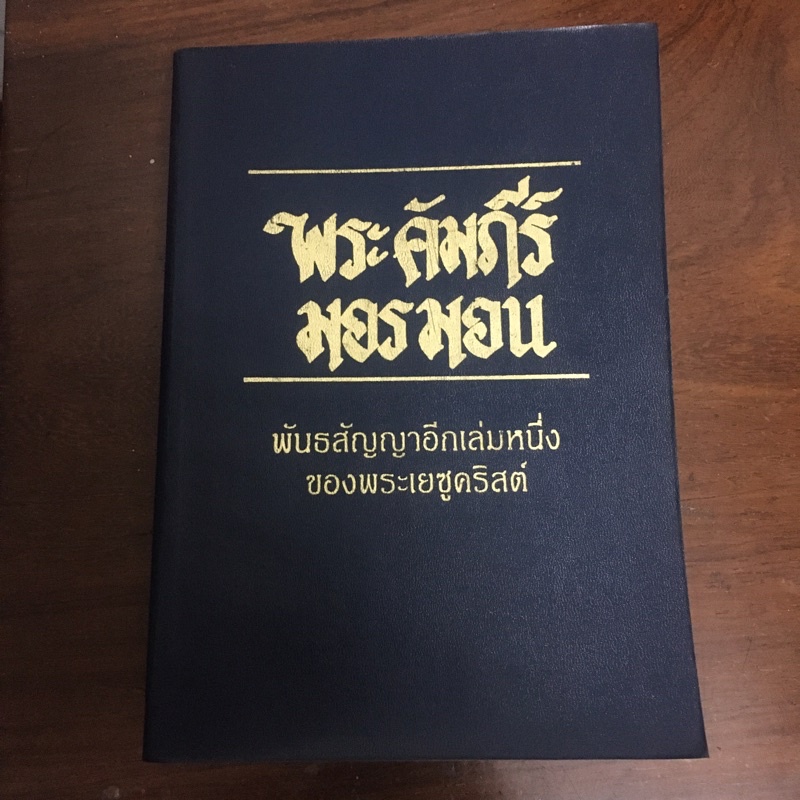 พระคัมภีร์
มอรมอน
พันธสัญญาอีกเล่มหนึ่ง
ของพระเยซูคริสต์